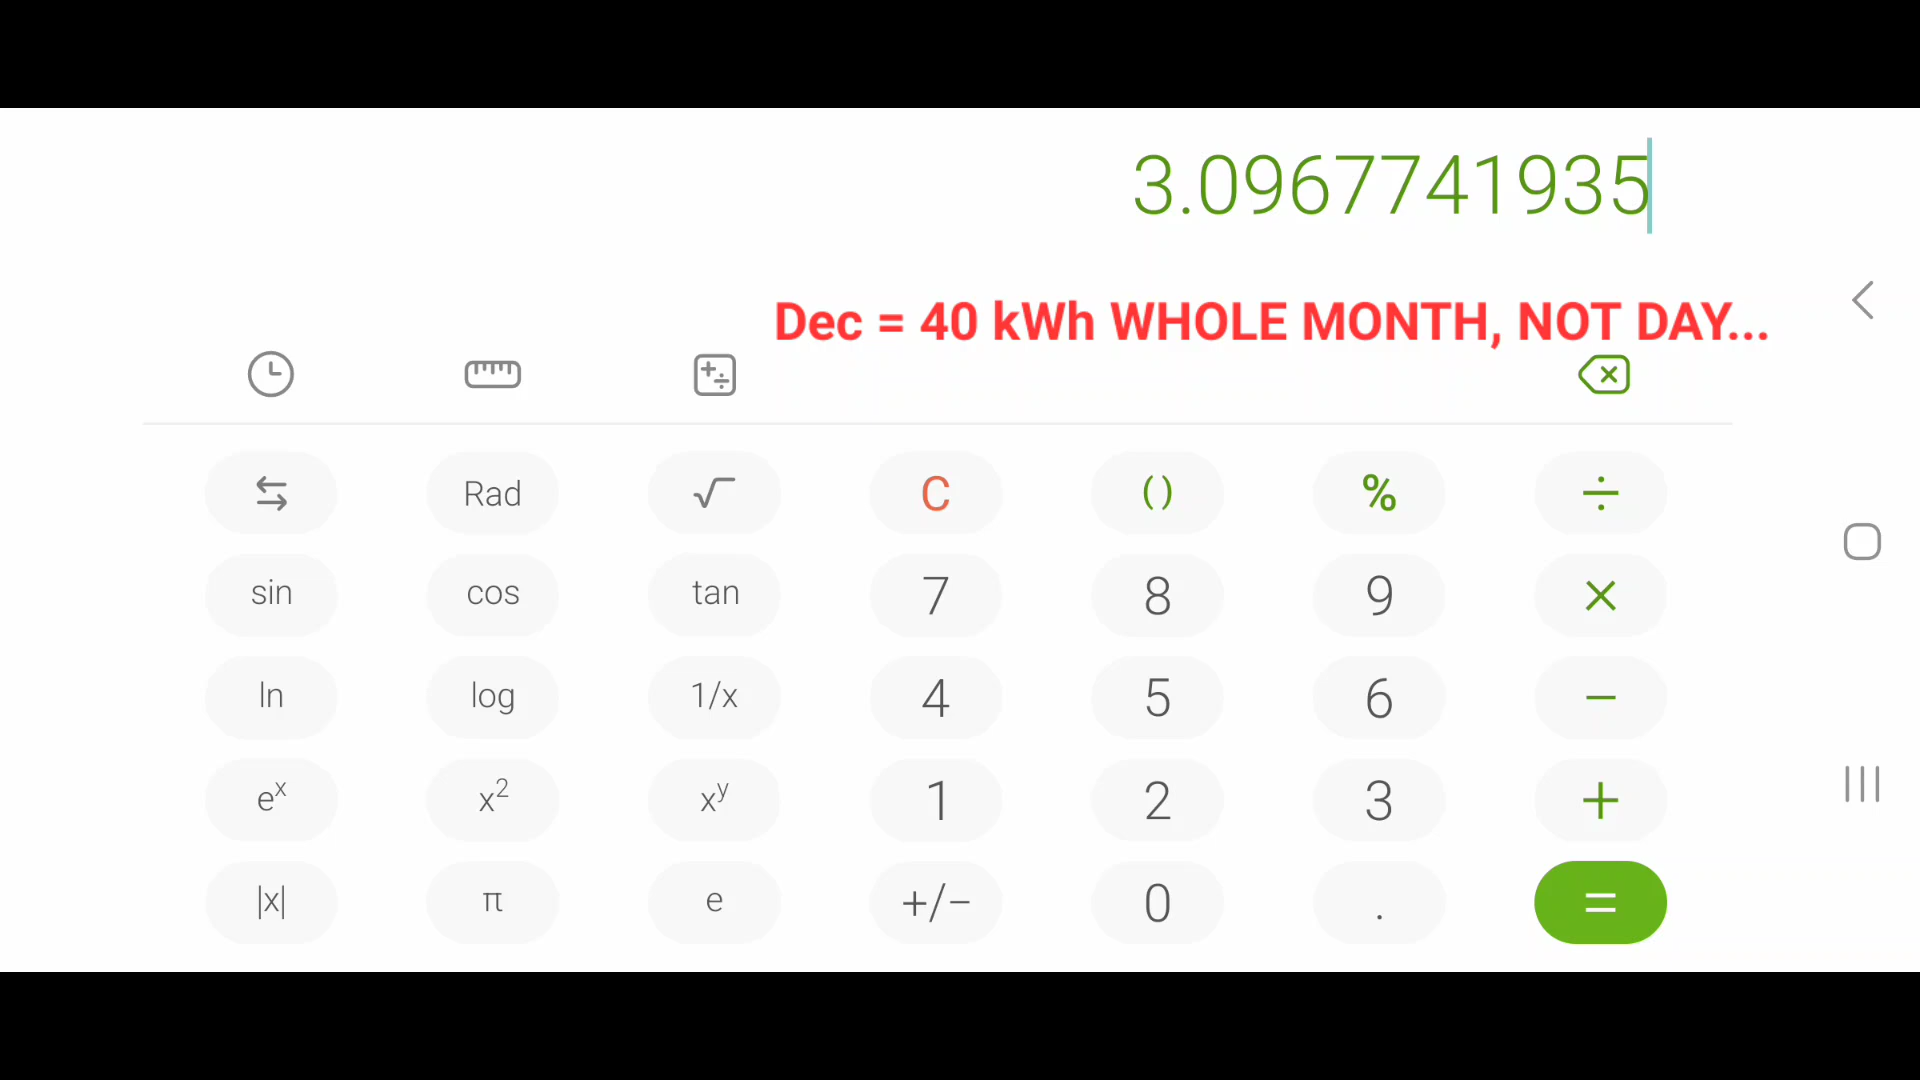 3.0967741935
Dec = 40 kWh WHOLE MONTH, NOT DAY...
Rad √ C () % ÷
sin cos tan 7 8 9 ×
ln log 1/x 4 5 6 −
eˣ x² xʸ 1 2 3 +
|x| π e +/− 0 . =